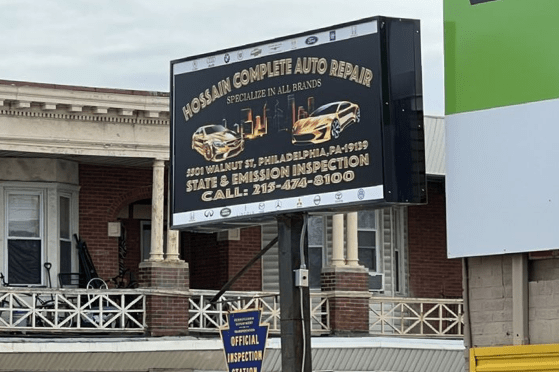 HOSSAIN COMPLETE AUTO REPAIR
SPECIALIZE IN ALL BRANDS
5501 WALNUT ST, PHILADELPHIA,PA-19139
STATE & EMISSION INSPECTION
CALL: 215-474-8100
OFFICIAL
INSPECTION
STATION